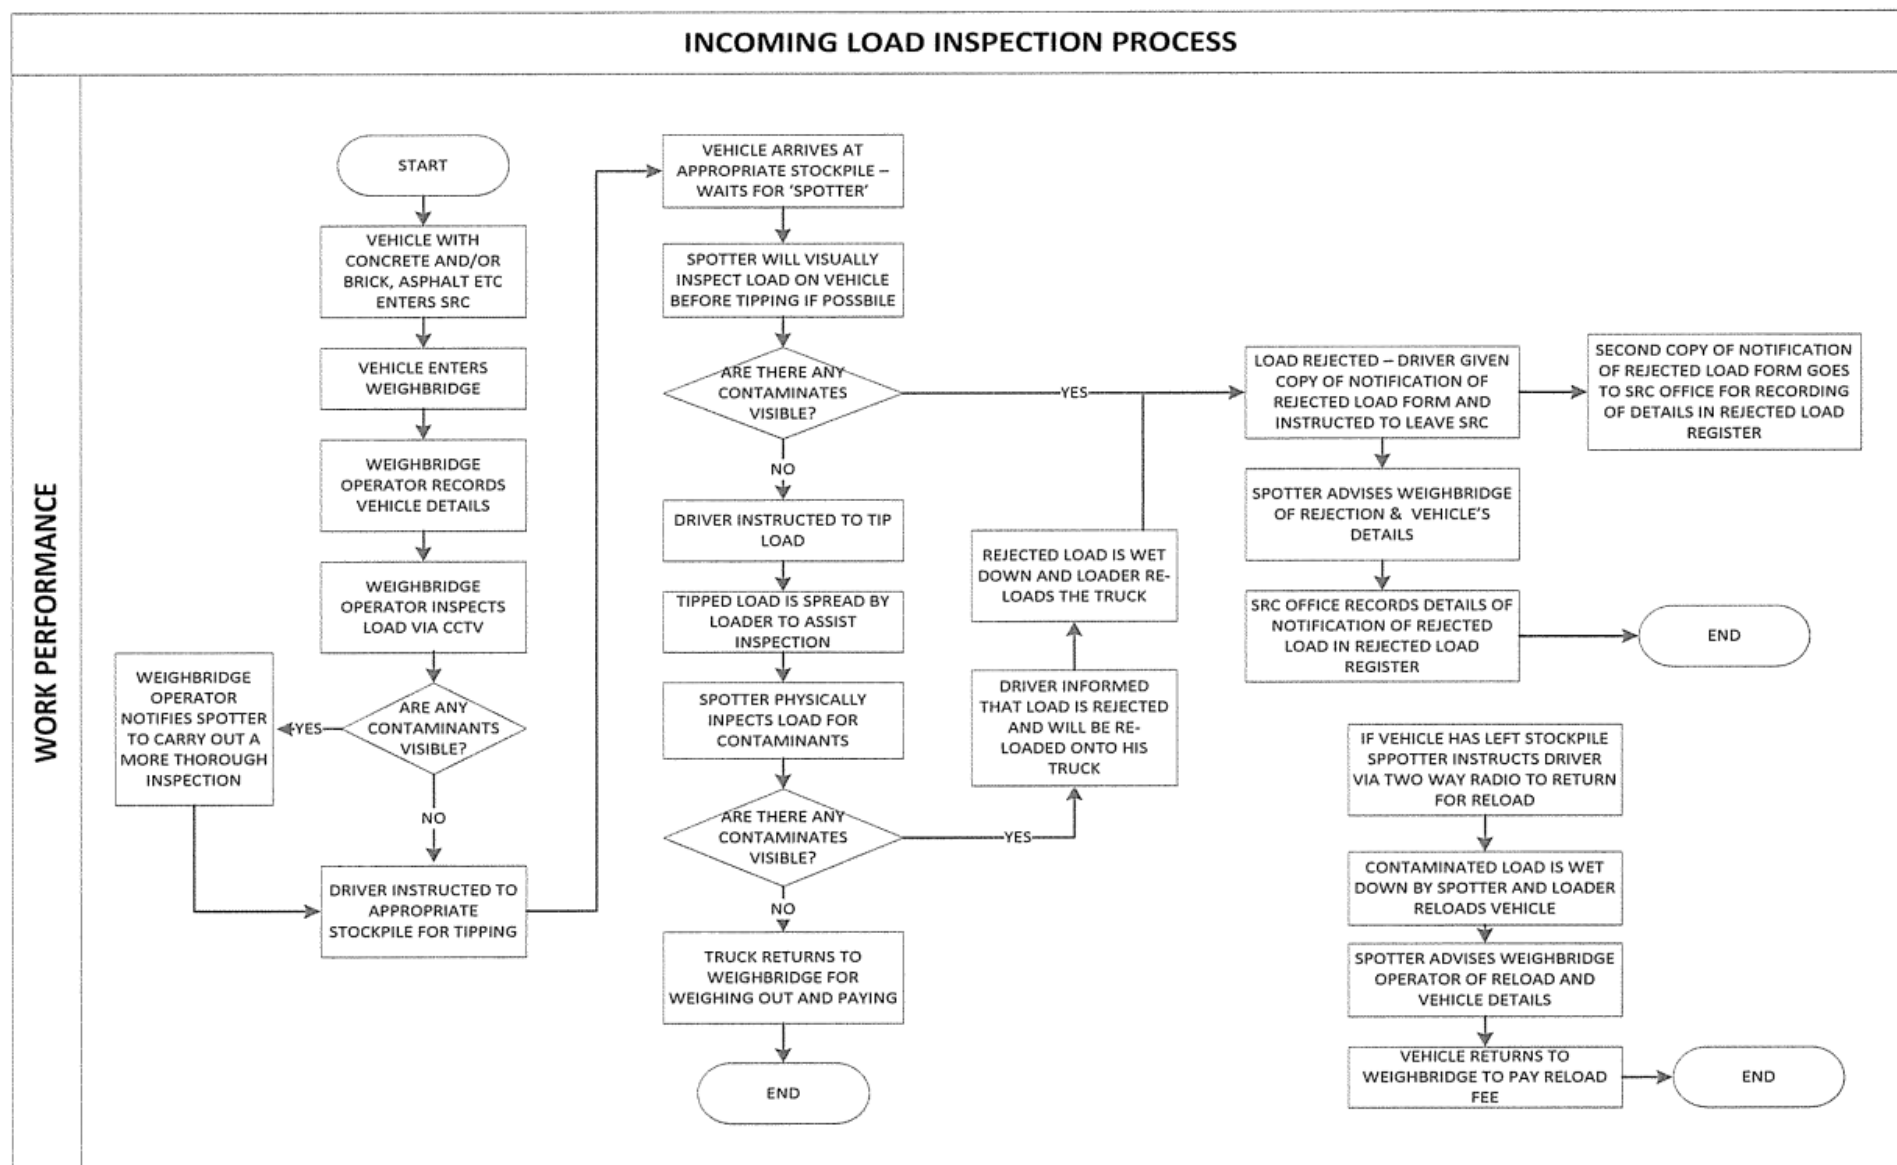 INCOMING LOAD INSPECTION PROCESS
WORK PERFORMANCE
START
VEHICLE WITH
CONCRETE AND/OR
BRICK, ASPHALT ETC
ENTERS SRC
VEHICLE ENTERS
WEIGHBRIDGE
WEIGHBRIDGE
OPERATOR RECORDS
VEHICLE DETAILS
WEIGHBRIDGE
OPERATOR INSPECTS
LOAD VIA CCTV
ARE ANY
CONTAMINANTS
VISIBLE?
YES
WEIGHBRIDGE
OPERATOR
NOTIFIES SPOTTER
TO CARRY OUT A
MORE THOROUGH
INSPECTION
NO
DRIVER INSTRUCTED TO
APPROPRIATE
STOCKPILE FOR TIPPING
VEHICLE ARRIVES AT
APPROPRIATE STOCKPILE –
WAITS FOR ‘SPOTTER’
SPOTTER WILL VISUALLY
INSPECT LOAD ON VEHICLE
BEFORE TIPPING IF POSSBILE
ARE THERE ANY
CONTAMINATES
VISIBLE?
YES
NO
DRIVER INSTRUCTED TO TIP
LOAD
TIPPED LOAD IS SPREAD BY
LOADER TO ASSIST
INSPECTION
SPOTTER PHYSICALLY
INPECTS LOAD FOR
CONTAMINANTS
ARE THERE ANY
CONTAMINATES
VISIBLE?
YES
NO
TRUCK RETURNS TO
WEIGHBRIDGE FOR
WEIGHING OUT AND PAYING
END
DRIVER INFORMED
THAT LOAD IS REJECTED
AND WILL BE RE-
LOADED ONTO HIS
TRUCK
REJECTED LOAD IS WET
DOWN AND LOADER RE-
LOADS THE TRUCK
LOAD REJECTED – DRIVER GIVEN
COPY OF NOTIFICATION OF
REJECTED LOAD FORM AND
INSTRUCTED TO LEAVE SRC
SECOND COPY OF NOTIFICATION
OF REJECTED LOAD FORM GOES
TO SRC OFFICE FOR RECORDING
OF DETAILS IN REJECTED LOAD
REGISTER
SPOTTER ADVISES WEIGHBRIDGE
OF REJECTION & VEHICLE’S
DETAILS
SRC OFFICE RECORDS DETAILS OF
NOTIFICATION OF REJECTED
LOAD IN REJECTED LOAD
REGISTER
END
IF VEHICLE HAS LEFT STOCKPILE
SPPOTTER INSTRUCTS DRIVER
VIA TWO WAY RADIO TO RETURN
FOR RELOAD
CONTAMINATED LOAD IS WET
DOWN BY SPOTTER AND LOADER
RELOADS VEHICLE
SPOTTER ADVISES WEIGHBRIDGE
OPERATOR OF RELOAD AND
VEHICLE DETAILS
VEHICLE RETURNS TO
WEIGHBRIDGE TO PAY RELOAD
FEE
END